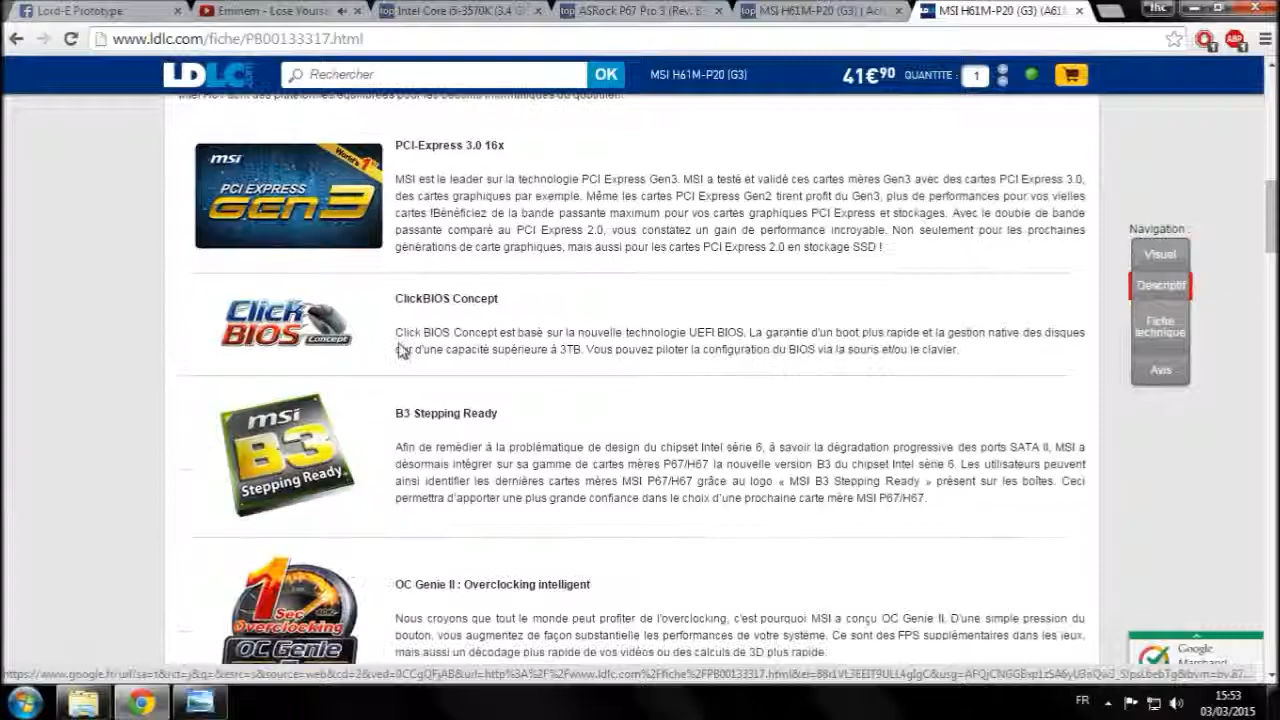 Lord-E Prototype
Eminem - Lose Yours
top Intel Core i5-3570K (3.4 G
top ASRock P67 Pro 3 (Rev. B
top MSI H61M-P20 (G3) | Ac
MSI H61M-P20 (G3) (A61
lhc
www.ldlc.com/fiche/PB00133317.html
ABP
LDLC
Rechercher
OK
MSI H61M-P20 (G3)
41€90
QUANTITE :
1
PCI-Express 3.0 16x
msi
World's 1st
PCI EXPRESS
Gen 3
MSI est le leader sur la technologie PCI Express Gen3. MSI a testé et validé ces cartes mères Gen3 avec des cartes PCI Express 3.0,
des cartes graphiques par exemple. Même les cartes PCI Express Gen2 tirent profit du Gen3, plus de performances pour vos vielles
cartes !Bénéficiez de la bande passante maximum pour vos cartes graphiques PCI Express et stockages. Avec le double de bande
passante comparé au PCI Express 2.0, vous constatez un gain de performance incroyable. Non seulement pour les prochaines
générations de carte graphiques, mais aussi pour les cartes PCI Express 2.0 en stockage SSD !
Navigation :
Visuel
Descriptif
Fiche
technique
Avis
ClickBIOS Concept
Click
BIOS
Concept
Click BIOS Concept est basé sur la nouvelle technologie UEFI BIOS. La garantie d'un boot plus rapide et la gestion native des disques
d'une capacité supérieure à 3TB. Vous pouvez piloter la configuration du BIOS via la souris et/ou le clavier.
B3 Stepping Ready
msi
B3
Stepping Ready
Afin de remédier à la problématique de design du chipset Intel série 6, à savoir la dégradation progressive des ports SATA II, MSI a
désormais intégrer sur sa gamme de cartes mères P67/H67 la nouvelle version B3 du chipset Intel série 6. Les utilisateurs peuvent
ainsi identifier les dernières cartes mères MSI P67/H67 grâce au logo « MSI B3 Stepping Ready » présent sur les boîtes. Ceci
permettra d'apporter une plus grande confiance dans le choix d'une prochaine carte mère MSI P67/H67.
OC Genie II : Overclocking intelligent
1 Sec
Overclocking
OC Genie
Nous croyons que tout le monde peut profiter de l'overclocking, c'est pourquoi MSI a conçu OC Genie II. D'une simple pression du
bouton, vous augmentez de façon substantielle les performances de votre système. Ce sont des FPS supplémentaires dans les jeux,
mais aussi un décodage plus rapide de vos vidéos ou des calculs de 3D plus rapide.
Google
Marchand
FR
15:53
03/03/2015